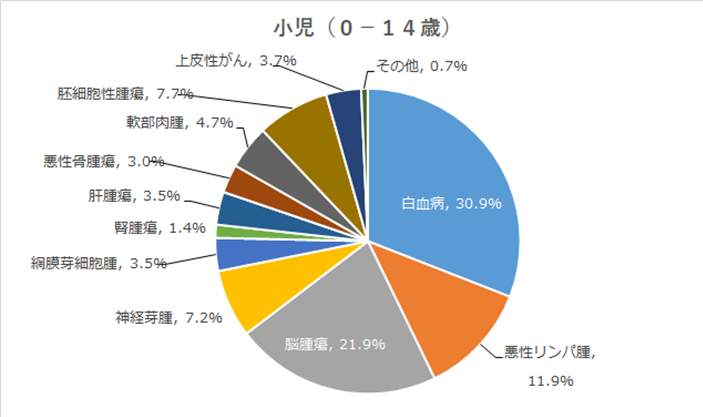 小児（０－１４歳）
白血病, 30.9%
悪性リンパ腫,
11.9%
脳腫瘍, 21.9%
神経芽腫, 7.2%
網膜芽細胞腫, 3.5%
腎腫瘍, 1.4%
肝腫瘍, 3.5%
悪性骨腫瘍, 3.0%
軟部肉腫, 4.7%
胚細胞性腫瘍, 7.7%
上皮性がん, 3.7%
その他, 0.7%